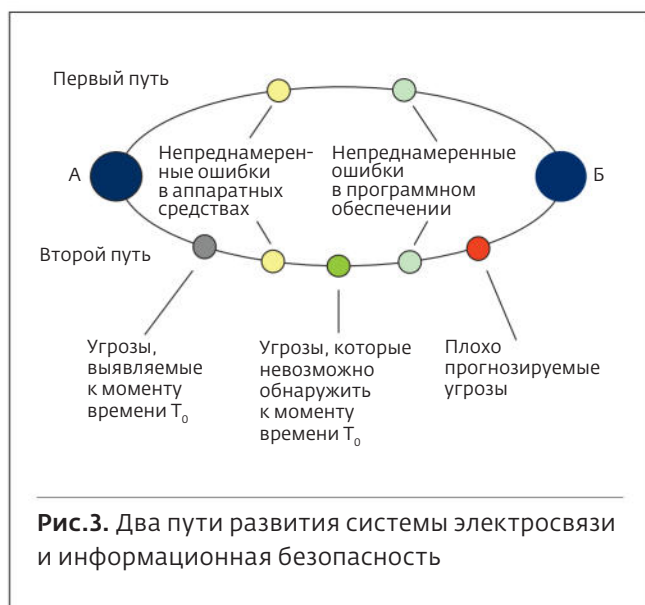 Первый путь
А
Непреднамерен-
ные ошибки
в аппаратных
средствах
Непреднамеренные
ошибки
в программном
обеспечении
Б
Второй путь
Угрозы,
выявляемые
к моменту
времени T₀
Угрозы, которые
невозможно
обнаружить
к моменту
времени T₀
Плохо
прогнозируемые
угрозы
Рис.3. Два пути развития системы электросвязи
и информационная безопасность